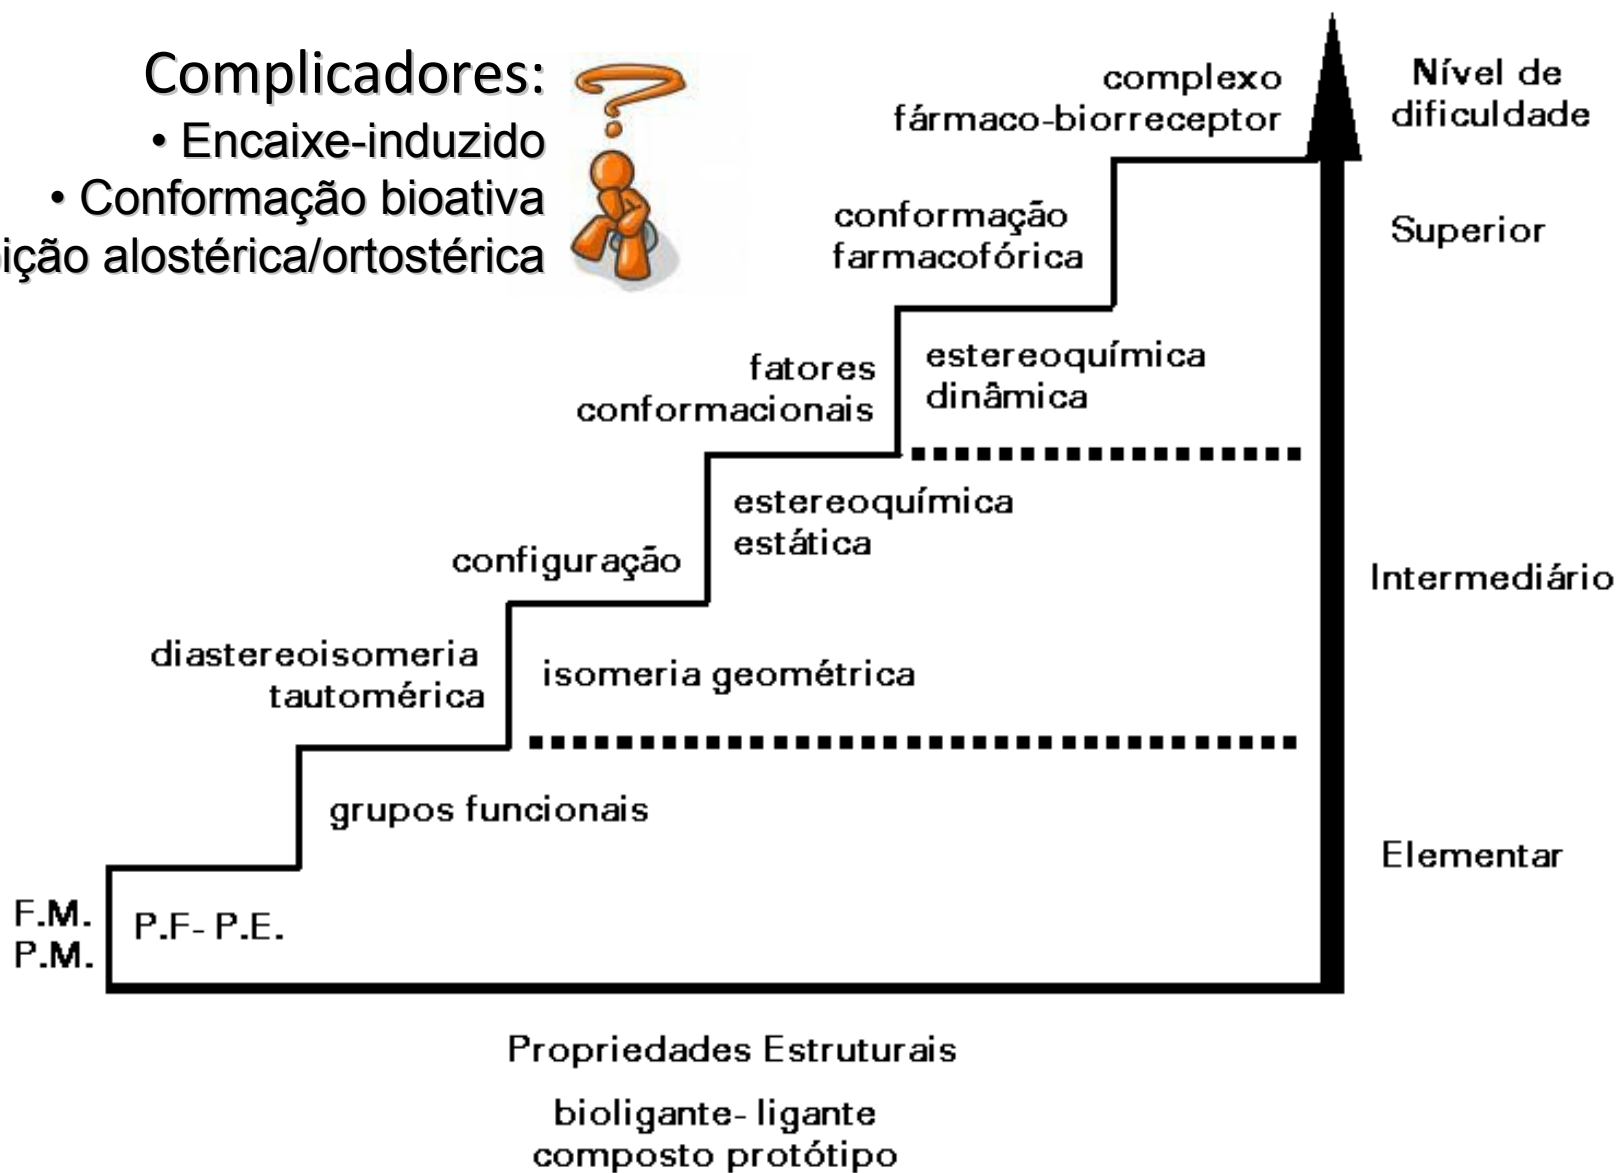 Complicadores:
• Encaixe-induzido
• Conformação bioativa
ição alostérica/ortostérica
complexo
fármaco-biorreceptor
Nível de
dificuldade
conformação
farmacofórica
Superior
fatores
conformacionais
estereoquímica
dinâmica
estereoquímica
estática
configuração
Intermediário
diastereoisomeria
tautomérica
isomeria geométrica
grupos funcionais
Elementar
F.M.
P.M.
P.F- P.E.
Propriedades Estruturais
bioligante- ligante
composto protótipo